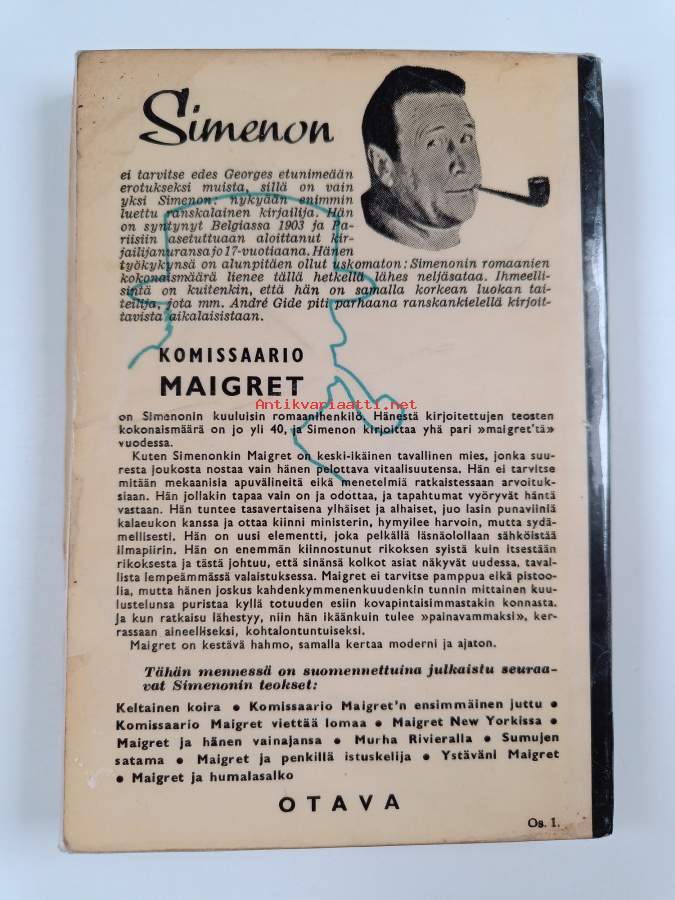 Simenon
ei tarvitse edes Georges etunimeään
erotukseksi muista, sillä on vain
yksi Simenon: nykyään enimmin
luettu ranskalainen kirjailija. Hän
on syntynyt Belgiassa 1903 ja Pa-
riisiin asetuttuaan aloittanut kir-
jailijanuransa jo 17-vuotiaana. Hänen
työkykynsä on alunpitäen ollut uskomaton: Simenonin romaanien
kokonaismäärä lienee tällä hetkellä lähes neljäsataa. Ihmeelli-
sintä on kuitenkin, että hän on samalla korkean luokan tai-
teilija, jota mm. André Gide piti parhaana ranskankielellä kirjoit-
tavista aikalaisistaan.
KOMISSAARIO
MAIGRET
Antikvariaatti.net
on Simenonin kuuluisin romaanihenkilö. Hänestä kirjoitettujen teosten
kokonaismäärä on jo yli 40, ja Simenon kirjoittaa yhä pari »maigret'tä»
vuodessa.
Kuten Simenonkin Maigret on keski-ikäinen tavallinen mies, jonka suu-
resta joukosta nostaa vain hänen pelottava vitaalisuutensa. Hän ei tarvitse
mitään mekaanisia apuvälineitä eikä menetelmiä ratkaistessaan arvoituk-
siaan. Hän jollakin tapaa vain on ja odottaa, ja tapahtumat vyöryvät häntä
vastaan. Hän tuntee tasavertaisena ylhäiset ja alhaiset, juo lasin punaviiniä
kalaeukon kanssa ja ottaa kiinni ministerin, hymyilee harvoin, mutta sydä-
mellisesti. Hän on uusi elementti, joka pelkällä läsnäolollaan sähköistää
ilmapiirin. Hän on enemmän kiinnostunut rikoksen syistä kuin itsestään
rikoksesta ja tästä johtuu, että sinänsä kolkot asiat näkyvät uudessa, taval-
lista lempeämmässä valaistuksessa. Maigret ei tarvitse pamppua eikä pistoo-
lia, mutta hänen joskus kahdenkymmenenkuudenkin tunnin mittainen kuu-
lustelunsa puristaa kyllä totuuden esiin kovapintaisimmastakin konnasta.
Ja kun ratkaisu lähestyy, niin hän ikäänkuin tulee »painavammaksi», ker-
rassaan aineelliseksi, kohtalontuntuiseksi.
Maigret on kestävä hahmo, samalla kertaa moderni ja ajaton.
Tähän mennessä on suomennettuina julkaistu seuraa-
vat Simenonin teokset:
Keltainen koira ● Komissaario Maigret'n ensimmäinen juttu ●
Komissaario Maigret viettää lomaa ● Maigret New Yorkissa ●
Maigret ja hänen vainajansa ● Murha Rivieralla ● Sumujen
satama ● Maigret ja penkillä istuskelija ● Ystäväni Maigret
● Maigret ja humalasalko
OTAVA
Os. 1.